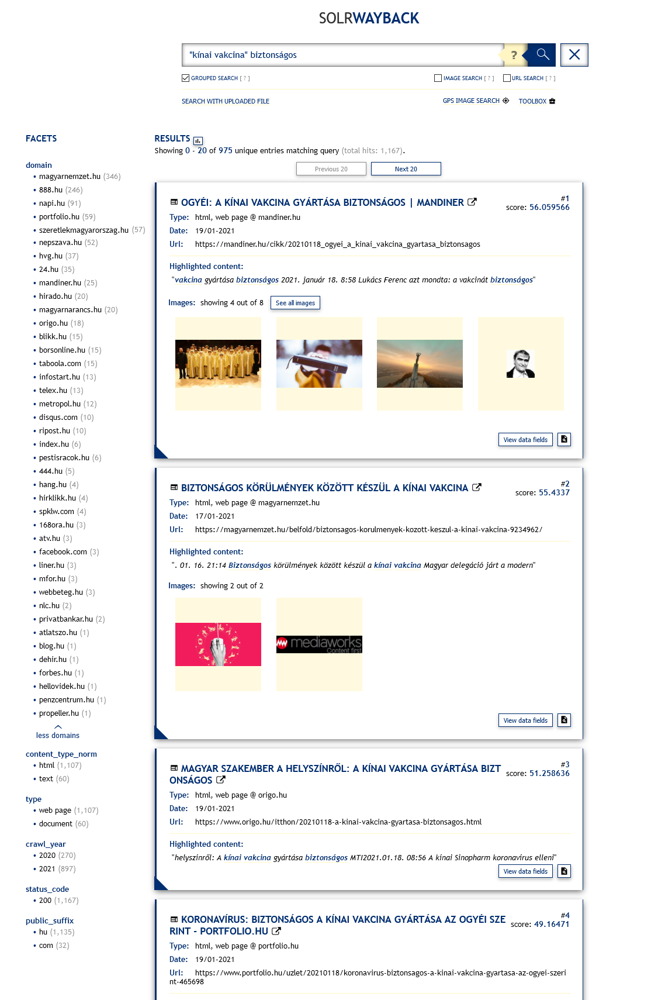 SOLRWAYBACK
"kínai vakcina" biztonságos
?
GROUPED SEARCH [ ? ]
IMAGE SEARCH [ ? ]
URL SEARCH [ ? ]
SEARCH WITH UPLOADED FILE
GPS IMAGE SEARCH
TOOLBOX
FACETS
domain
• magyarnemzet.hu (346)
• 888.hu (246)
• napi.hu (91)
• portfolio.hu (59)
• szeretlekmagyarorszag.hu (57)
• nepszava.hu (52)
• hvg.hu (37)
• 24.hu (35)
• mandiner.hu (25)
• hirado.hu (20)
• magyarnarancs.hu (20)
• origo.hu (18)
• blikk.hu (15)
• borsonline.hu (15)
• taboola.com (15)
• infostart.hu (13)
• telex.hu (13)
• metropol.hu (12)
• disqus.com (10)
• ripost.hu (10)
• index.hu (6)
• pestisracok.hu (6)
• 444.hu (5)
• hang.hu (4)
• hirklikk.hu (4)
• spklw.com (4)
• 168ora.hu (3)
• atv.hu (3)
• facebook.com (3)
• liner.hu (3)
• mfor.hu (3)
• webbeteg.hu (3)
• nlc.hu (2)
• privatbankar.hu (2)
• atlatszo.hu (1)
• blog.hu (1)
• dehir.hu (1)
• forbes.hu (1)
• hellovidek.hu (1)
• penzcentrum.hu (1)
• propeller.hu (1)
less domains
content_type_norm
• html (1,107)
• text (60)
type
• web page (1,107)
• document (60)
crawl_year
• 2020 (270)
• 2021 (897)
status_code
• 200 (1,167)
public_suffix
• hu (1,135)
• com (32)
RESULTS
Showing 0 - 20 of 975 unique entries matching query (total hits: 1,167).
Previous 20
Next 20
OGYÉI: A KÍNAI VAKCINA GYÁRTÁSA BIZTONSÁGOS | MANDINER
#1
score: 56.059566
Type: html, web page @ mandiner.hu
Date: 19/01-2021
Url: https://mandiner.hu/cikk/20210118_ogyei_a_kinai_vakcina_gyartasa_biztonsagos
Highlighted content:
"vakcina gyártása biztonságos 2021. január 18. 8:58 Lukács Ferenc azt mondta: a vakcinát biztonságos"
Images: showing 4 out of 8
See all images
View data fields
BIZTONSÁGOS KÖRÜLMÉNYEK KÖZÖTT KÉSZÜL A KÍNAI VAKCINA
#2
score: 55.4337
Type: html, web page @ magyarnemzet.hu
Date: 17/01-2021
Url: https://magyarnemzet.hu/belfold/biztonsagos-korulmenyek-kozott-keszul-a-kinai-vakcina-9234962/
Highlighted content:
". 01. 16. 21:14 Biztonságos körülmények között készül a kínai vakcina Magyar delegáció járt a modern"
Images: showing 2 out of 2
mediaworks
Content first
View data fields
MAGYAR SZAKEMBER A HELYSZÍNRŐL: A KÍNAI VAKCINA GYÁRTÁSA BIZT
ONSÁGOS
#3
score: 51.258636
Type: html, web page @ origo.hu
Date: 19/01-2021
Url: https://www.origo.hu/itthon/20210118-a-kinai-vakcina-gyartasa-biztonsagos.html
Highlighted content:
"helyszínről: A kínai vakcina gyártása biztonságos MTI2021.01.18. 08:56 A kínai Sinopharm koronavírus elleni"
View data fields
KORONAVÍRUS: BIZTONSÁGOS A KÍNAI VAKCINA GYÁRTÁSA AZ OGYÉI SZE
RINT - PORTFOLIO.HU
#4
score: 49.16471
Type: html, web page @ portfolio.hu
Date: 19/01-2021
Url: https://www.portfolio.hu/uzlet/20210118/koronavirus-biztonsagos-a-kinai-vakcina-gyartasa-az-ogyei-szeri
nt-465698